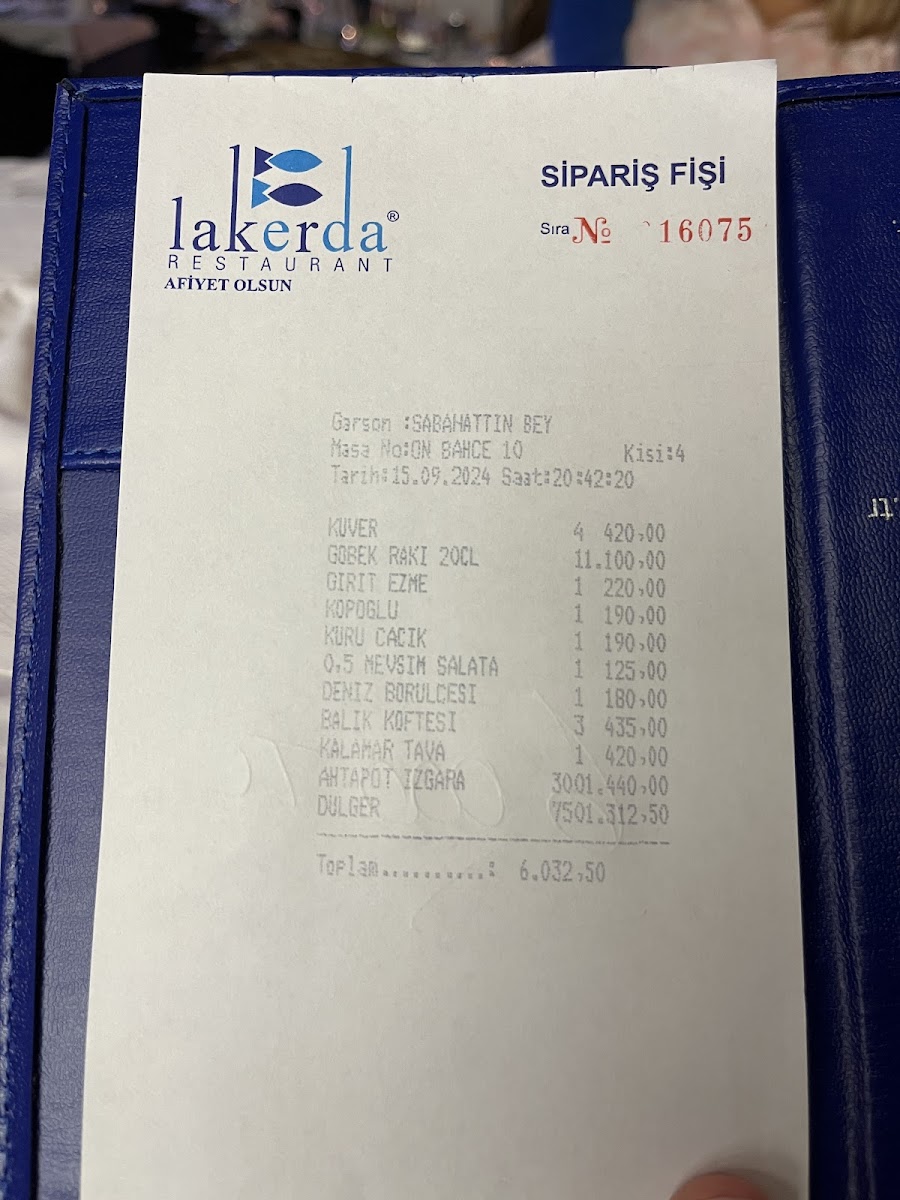 lakerda®
RESTAURANT
AFİYET OLSUN
SİPARİŞ FİŞİ
Sıra № 16075
Garson :SABAHATTIN BEY
Masa No:ON BAHCE 10 Kisi:4
Tarih:15.09.2024 Saat:20:42:20
KUVER 4 420,00
GOBEK RAKI 20CL 11.100,00
GIRIT EZME 1 220,00
KOPOGLU 1 190,00
KURU CACIK 1 190,00
0,5 MEVSIM SALATA 1 125,00
DENIZ BORULCESI 1 180,00
BALIK KOFTESI 3 435,00
KALAMAR TAVA 1 420,00
AHTAPOT IZGARA 3001.440,00
DULGER 7501.312,50
Toplam...........: 6.032,50
.tr